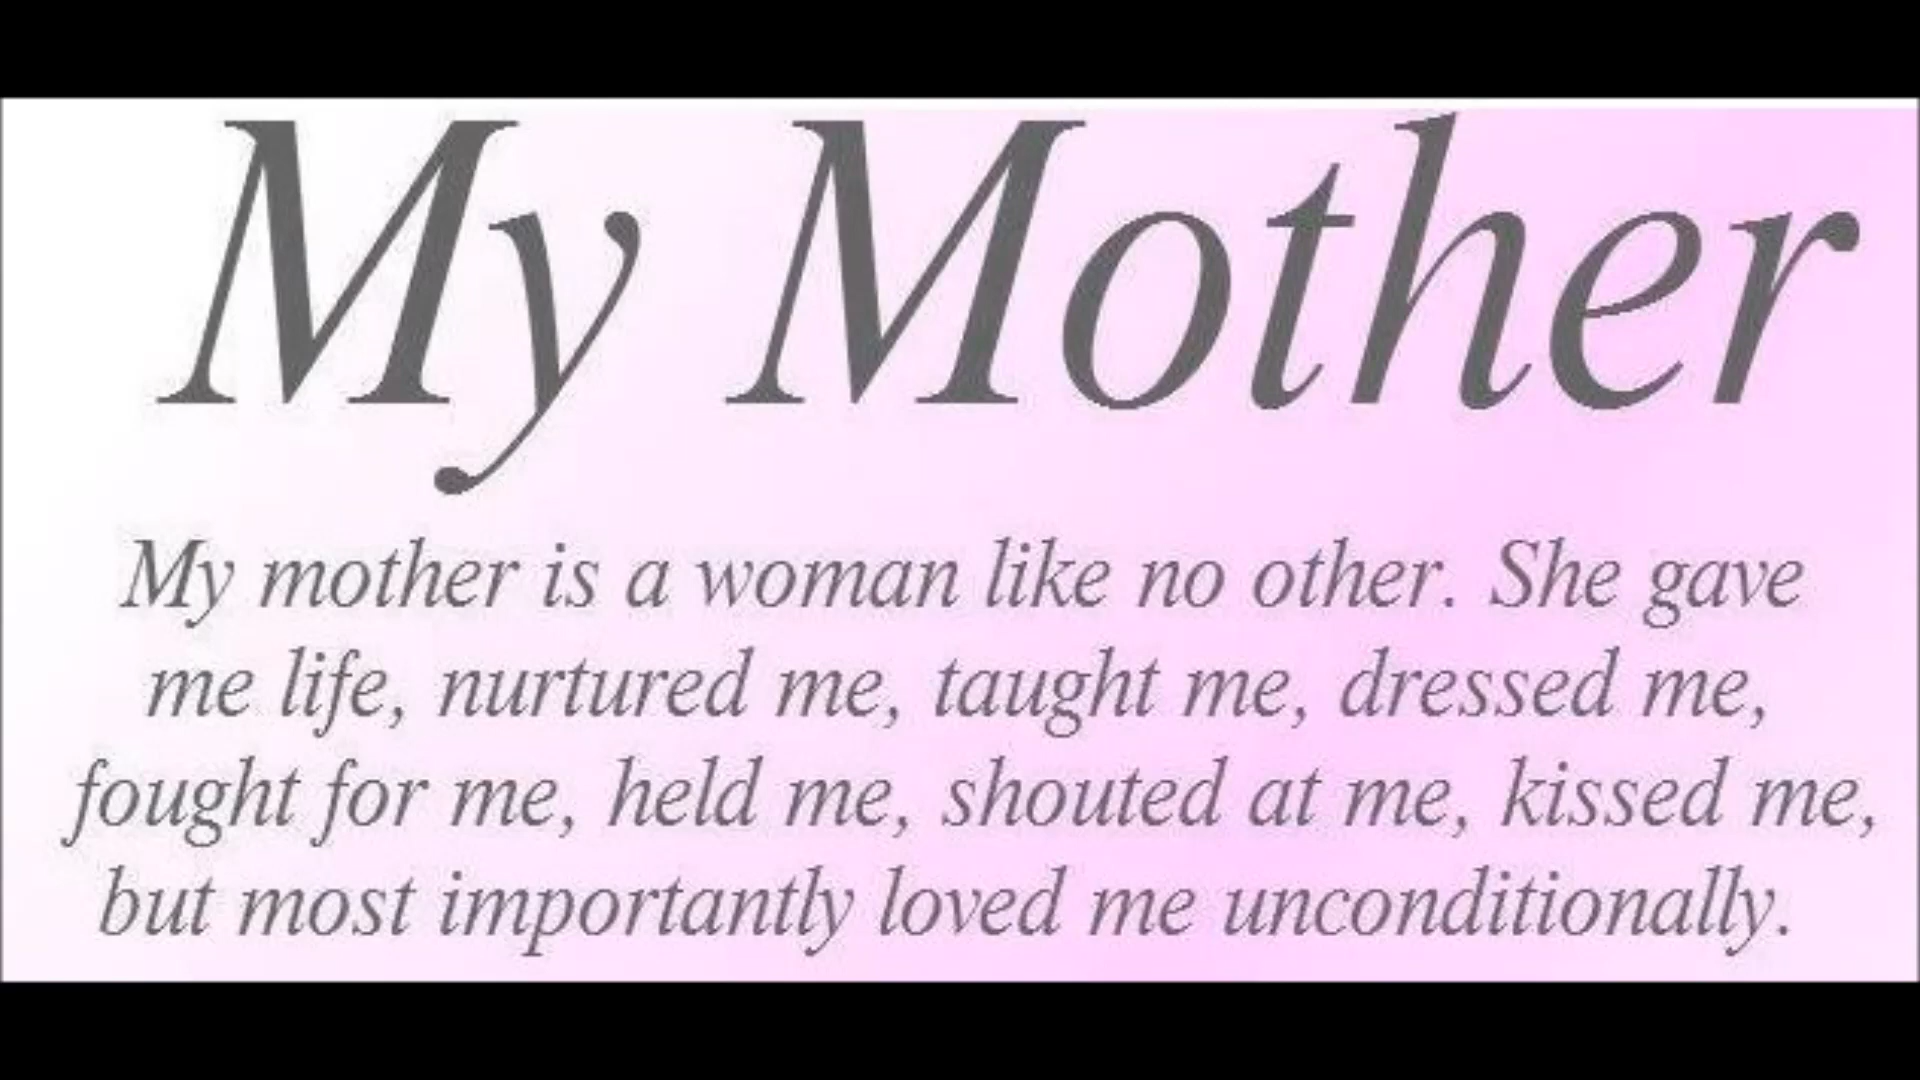 My Mother
My mother is a woman like no other. She gave
me life, nurtured me, taught me, dressed me,
fought for me, held me, shouted at me, kissed me,
but most importantly loved me unconditionally.